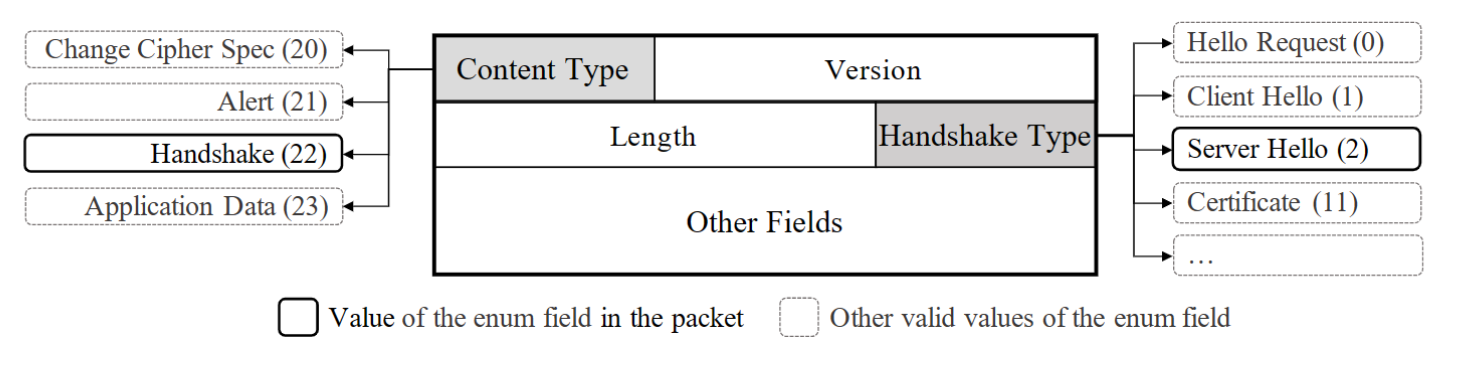 Change Cipher Spec (20)
Alert (21)
Handshake (22)
Application Data (23)
Content Type
Version
Length
Handshake Type
Other Fields
Hello Request (0)
Client Hello (1)
Server Hello (2)
Certificate (11)
...
Value of the enum field in the packet
Other valid values of the enum field